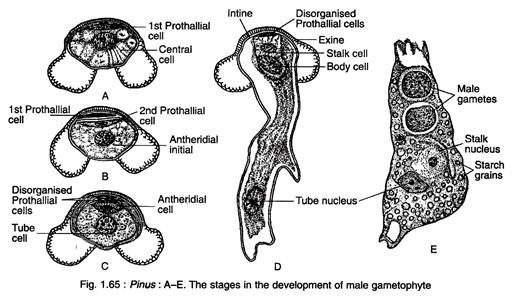 1st Prothallial
cell
Central
cell
A
1st Prothallial
cell
2nd Prothallial
cell
Antheridial
initial
B
Disorganised
Prothallial
cells
Antheridial
cell
Tube
cell
C
Intine
Disorganised
Prothallial cells
Exine
Stalk cell
Body cell
Tube nucleus
D
Male
gametes
Stalk
nucleus
Starch
grains
E
Fig. 1.65 : Pinus : A–E. The stages in the development of male gametophyte